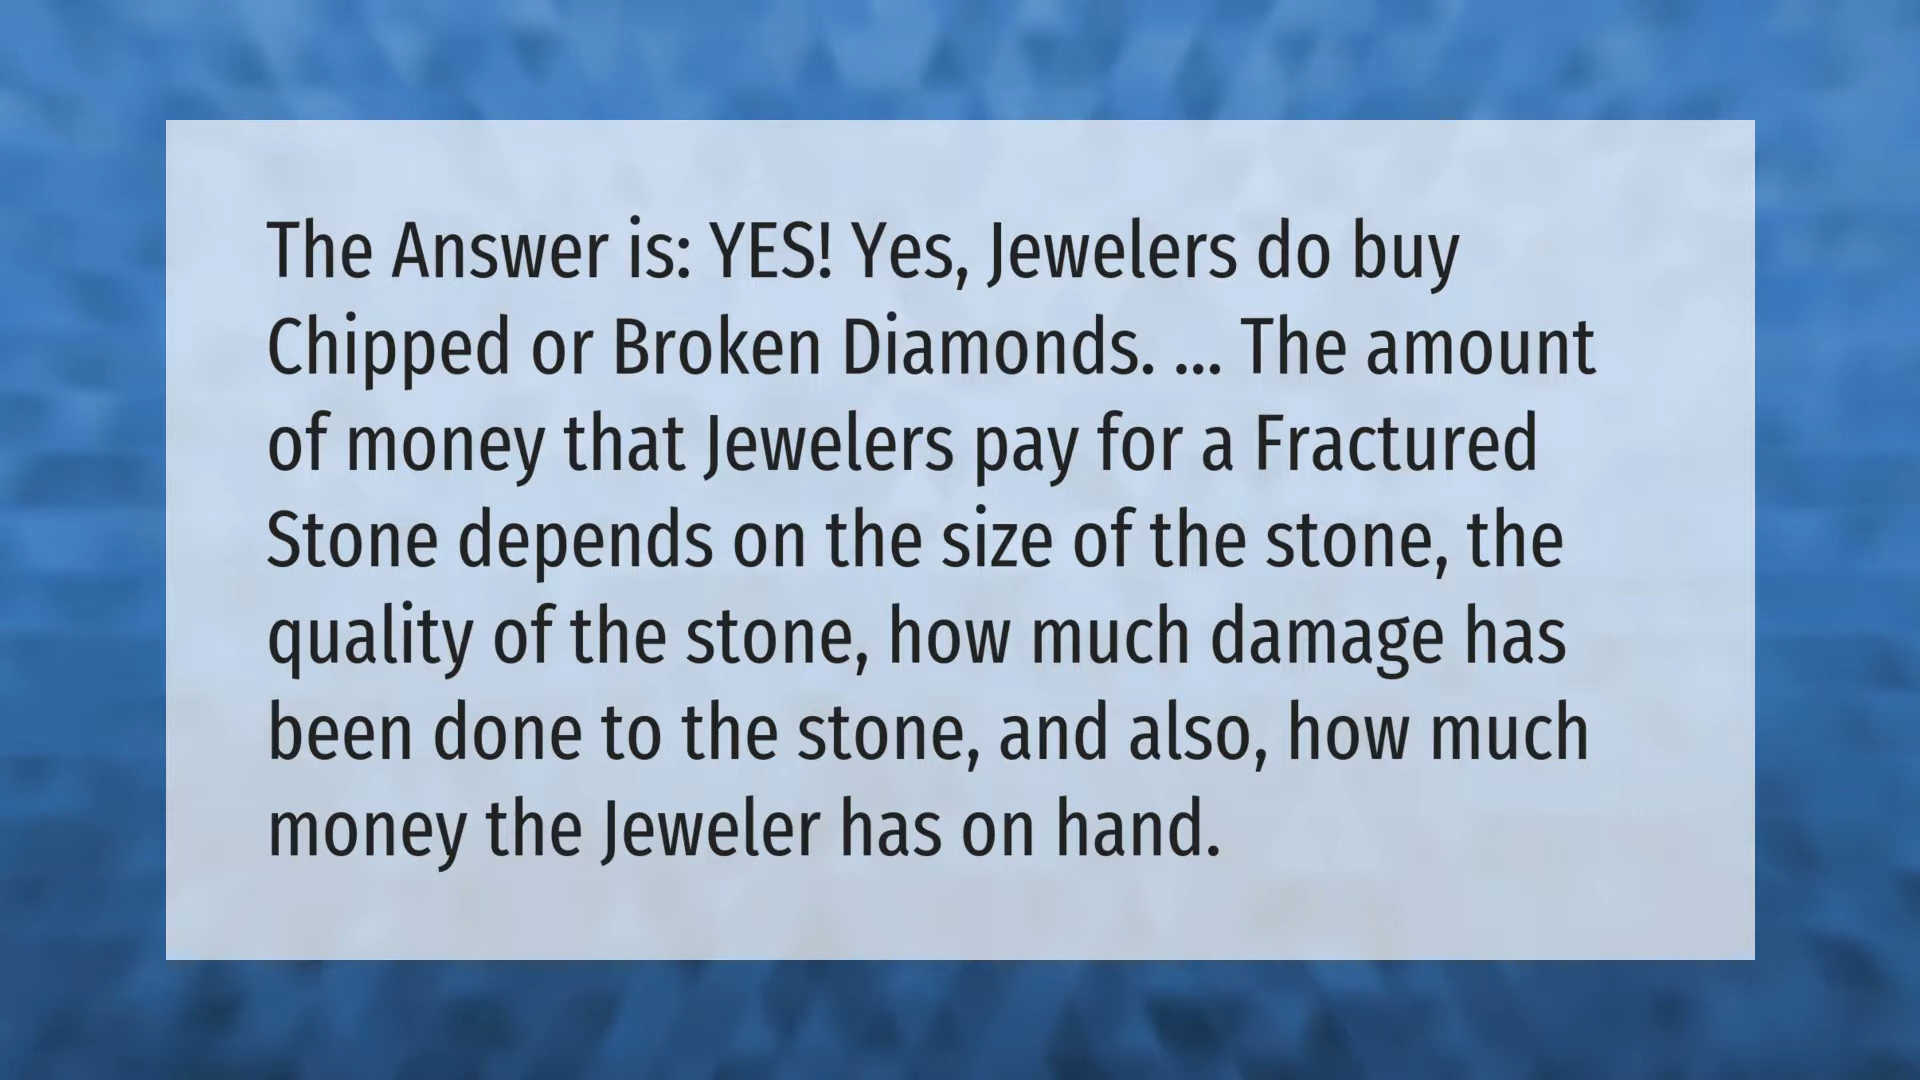 The Answer is: YES! Yes, Jewelers do buy
Chipped or Broken Diamonds. ... The amount
of money that Jewelers pay for a Fractured
Stone depends on the size of the stone, the
quality of the stone, how much damage has
been done to the stone, and also, how much
money the Jeweler has on hand.